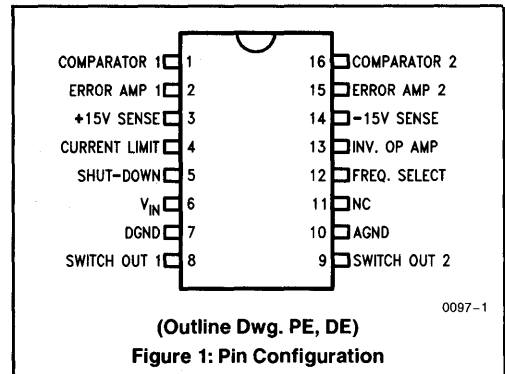 COMPARATOR 1 1 16 COMPARATOR 2
ERROR AMP 1 2 15 ERROR AMP 2
+15V SENSE 3 14 -15V SENSE
CURRENT LIMIT 4 13 INV. OP AMP
SHUT-DOWN 5 12 FREQ. SELECT
VIN 6 11 NC
DGND 7 10 AGND
SWITCH OUT 1 8 9 SWITCH OUT 2
0097-1
(Outline Dwg. PE, DE)
Figure 1: Pin Configuration